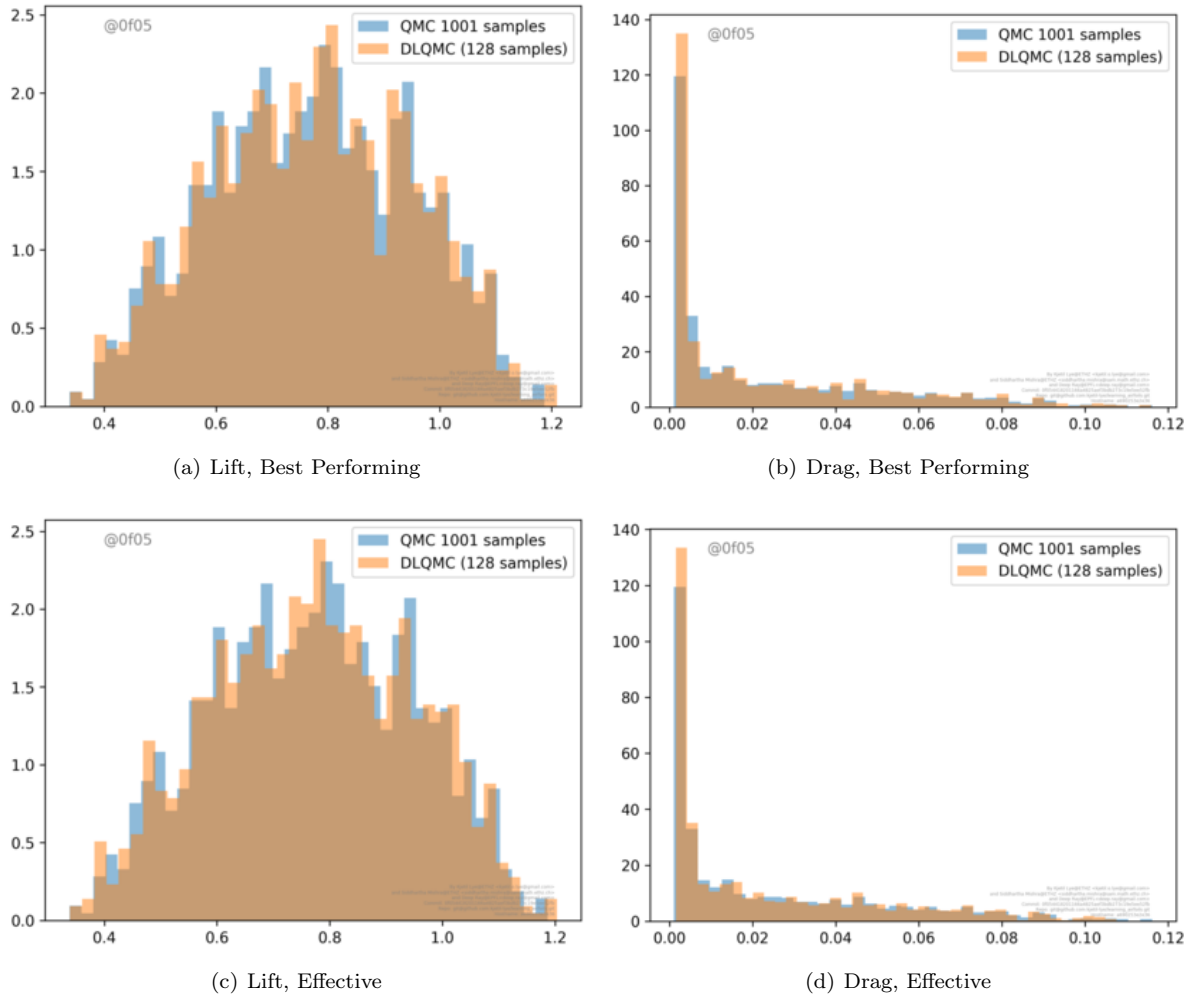 @0f05
QMC 1001 samples
DLQMC (128 samples)
2.5
2.0
1.5
1.0
0.5
0.0
0.4 0.6 0.8 1.0 1.2
(a) Lift, Best Performing
@0f05
QMC 1001 samples
DLQMC (128 samples)
140
120
100
80
60
40
20
0
0.00 0.02 0.04 0.06 0.08 0.10 0.12
(b) Drag, Best Performing
@0f05
QMC 1001 samples
DLQMC (128 samples)
2.5
2.0
1.5
1.0
0.5
0.0
0.4 0.6 0.8 1.0 1.2
(c) Lift, Effective
@0f05
QMC 1001 samples
DLQMC (128 samples)
140
120
100
80
60
40
20
0
0.00 0.02 0.04 0.06 0.08 0.10 0.12
(d) Drag, Effective